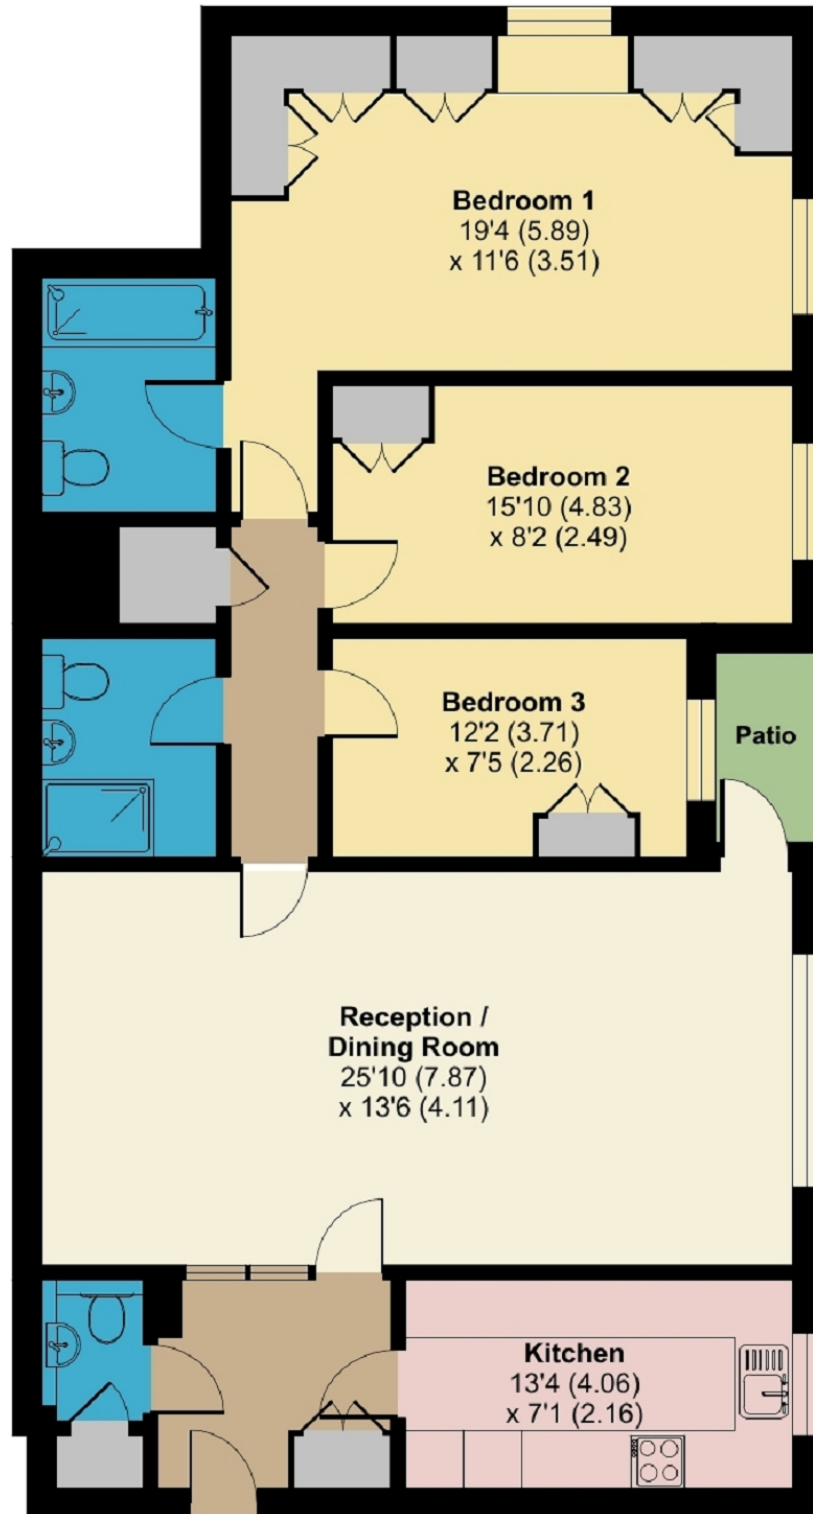 Bedroom 1
19'4 (5.89)
x 11'6 (3.51)
Bedroom 2
15'10 (4.83)
x 8'2 (2.49)
Bedroom 3
12'2 (3.71)
x 7'5 (2.26)
Patio
Reception /
Dining Room
25'10 (7.87)
x 13'6 (4.11)
Kitchen
13'4 (4.06)
x 7'1 (2.16)